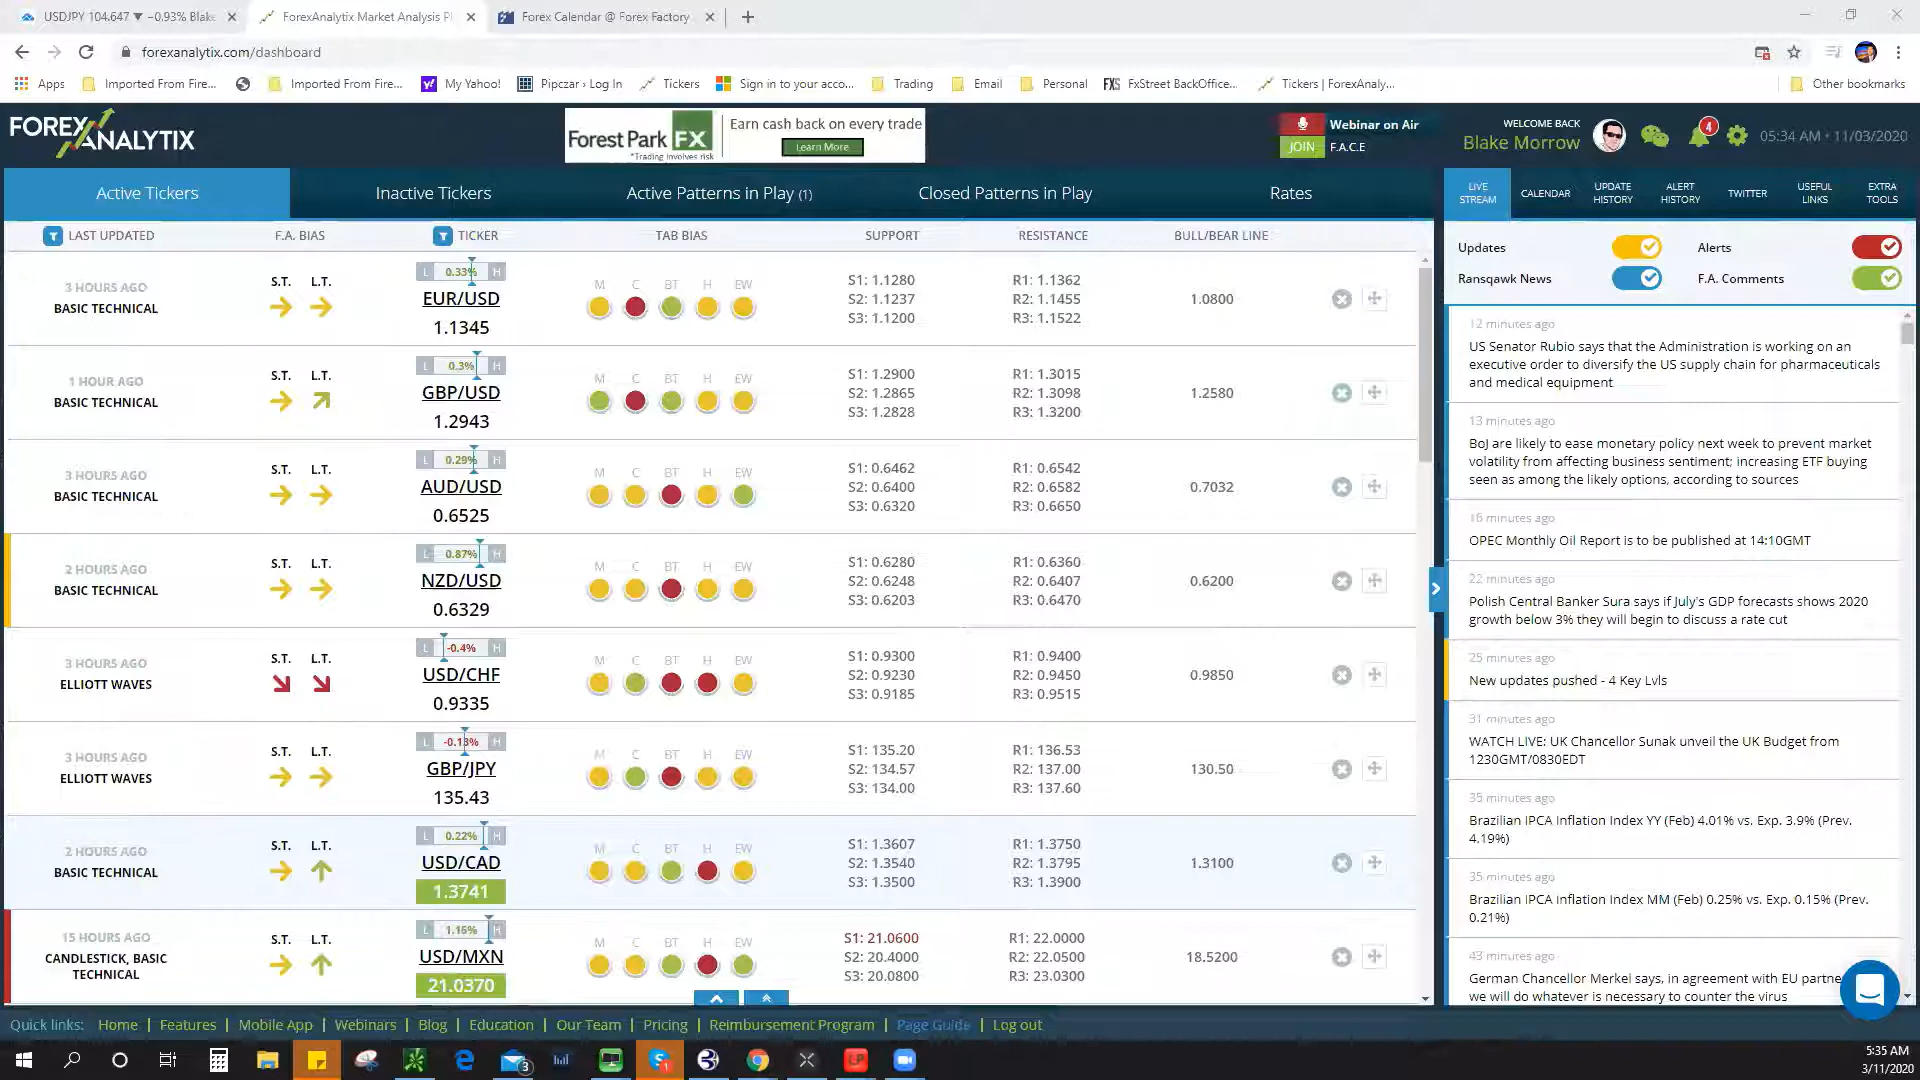 USDJPY 104.647 ▼ −0.93% Blake
ForexAnalytix Market Analysis Pl
Forex Calendar @ Forex Factory
forexanalytix.com/dashboard
Apps
Imported From Fire...
Imported From Fire...
My Yahoo!
Pipczar › Log In
Tickers
Sign in to your acco...
Trading
Email
Personal
FXS FxStreet BackOffice...
Tickers | ForexAnaly...
Other bookmarks
FOREX ANALYTIX
Forest Park FX
*Trading involves risk
Earn cash back on every trade
Learn More
Webinar on Air
JOIN F.A.C.E
WELCOME BACK
Blake Morrow
4
05:34 AM • 11/03/2020
Active Tickers
Inactive Tickers
Active Patterns in Play (1)
Closed Patterns in Play
Rates
LAST UPDATED F.A. BIAS TICKER TAB BIAS SUPPORT RESISTANCE BULL/BEAR LINE
3 HOURS AGO
BASIC TECHNICAL
S.T. L.T.
L 0.33% H
EUR/USD
1.1345
M C BT H EW
S1: 1.1280
S2: 1.1237
S3: 1.1200
R1: 1.1362
R2: 1.1455
R3: 1.1522
1.0800
1 HOUR AGO
BASIC TECHNICAL
S.T. L.T.
L 0.3% H
GBP/USD
1.2943
M C BT H EW
S1: 1.2900
S2: 1.2865
S3: 1.2828
R1: 1.3015
R2: 1.3098
R3: 1.3200
1.2580
3 HOURS AGO
BASIC TECHNICAL
S.T. L.T.
L 0.29% H
AUD/USD
0.6525
M C BT H EW
S1: 0.6462
S2: 0.6400
S3: 0.6320
R1: 0.6542
R2: 0.6582
R3: 0.6650
0.7032
2 HOURS AGO
BASIC TECHNICAL
S.T. L.T.
L 0.87% H
NZD/USD
0.6329
M C BT H EW
S1: 0.6280
S2: 0.6248
S3: 0.6203
R1: 0.6360
R2: 0.6407
R3: 0.6470
0.6200
3 HOURS AGO
ELLIOTT WAVES
S.T. L.T.
L -0.4% H
USD/CHF
0.9335
M C BT H EW
S1: 0.9300
S2: 0.9230
S3: 0.9185
R1: 0.9400
R2: 0.9450
R3: 0.9515
0.9850
3 HOURS AGO
ELLIOTT WAVES
S.T. L.T.
L -0.13% H
GBP/JPY
135.43
M C BT H EW
S1: 135.20
S2: 134.57
S3: 134.00
R1: 136.53
R2: 137.00
R3: 137.60
130.50
2 HOURS AGO
BASIC TECHNICAL
S.T. L.T.
L 0.22% H
USD/CAD
1.3741
M C BT H EW
S1: 1.3607
S2: 1.3540
S3: 1.3500
R1: 1.3750
R2: 1.3795
R3: 1.3900
1.3100
15 HOURS AGO
CANDLESTICK, BASIC
TECHNICAL
S.T. L.T.
L 1.16% H
USD/MXN
21.0370
M C BT H EW
S1: 21.0600
S2: 20.4000
S3: 20.0800
R1: 22.0000
R2: 22.0500
R3: 23.0300
18.5200
LIVE STREAM
CALENDAR
UPDATE HISTORY
ALERT HISTORY
TWITTER
USEFUL LINKS
EXTRA TOOLS
Updates
Alerts
Ransqawk News
F.A. Comments
12 minutes ago
US Senator Rubio says that the Administration is working on an
executive order to diversify the US supply chain for pharmaceuticals
and medical equipment
13 minutes ago
BoJ are likely to ease monetary policy next week to prevent market
volatility from affecting business sentiment; increasing ETF buying
seen as among the likely options, according to sources
16 minutes ago
OPEC Monthly Oil Report is to be published at 14:10GMT
22 minutes ago
Polish Central Banker Sura says if July's GDP forecasts shows 2020
growth below 3% they will begin to discuss a rate cut
25 minutes ago
New updates pushed - 4 Key Lvls
31 minutes ago
WATCH LIVE: UK Chancellor Sunak unveil the UK Budget from
1230GMT/0830EDT
35 minutes ago
Brazilian IPCA Inflation Index YY (Feb) 4.01% vs. Exp. 3.9% (Prev.
4.19%)
35 minutes ago
Brazilian IPCA Inflation Index MM (Feb) 0.25% vs. Exp. 0.15% (Prev.
0.21%)
43 minutes ago
German Chancellor Merkel says, in agreement with EU partne
we will do whatever is necessary to counter the virus
Quick links: Home | Features | Mobile App | Webinars | Blog | Education | Our Team | Pricing | Reimbursement Program | Page Guide | Log out
3
1
LP
5:35 AM
3/11/2020